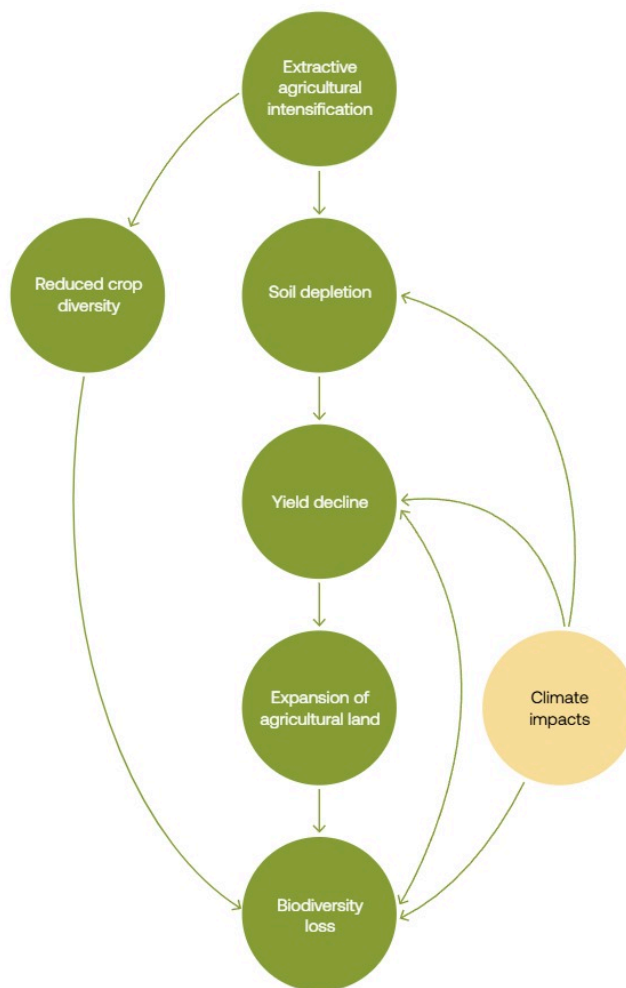 Extractive
agricultural
intensification
Reduced crop
diversity
Soil depletion
Yield decline
Expansion of
agricultural land
Climate
impacts
Biodiversity
loss